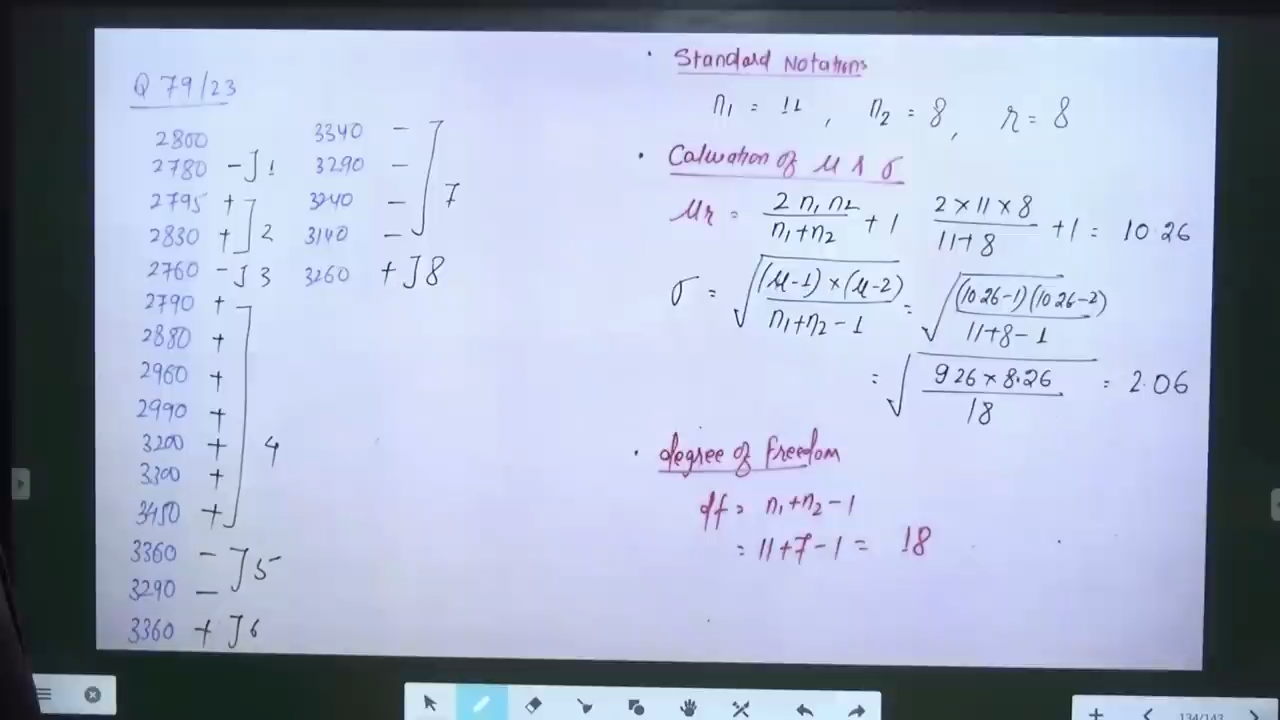 Q 79/23
2800
2780 - ] 1
2795 +
2830 + ] 2
2760 - ] 3
2790 +
2880 +
2960 +
2990 +
3200 + ] 4
3300 +
3450 +
3360 -
3290 - ] 5
3360 + ] 6
3340 -
3290 -
3240 - ] 7
3140 -
3260 + ] 8
· Standard Notations
n₁ = 11 , n₂ = 8 , r = 8
· Caluation of μ & σ
μr = 2 n₁ n₂ / n₁+n₂ + 1 2 × 11 × 8 / 11+8 + 1 = 10.26
σ = √((μ-1) × (μ-2) / n₁+n₂-1) = √((10.26-1)(10.26-2) / 11+8-1)
= √(9.26 × 8.26 / 18) = 2.06
· degree of freedom
df = n₁+n₂-1
= 11+7-1 = 18
134/143